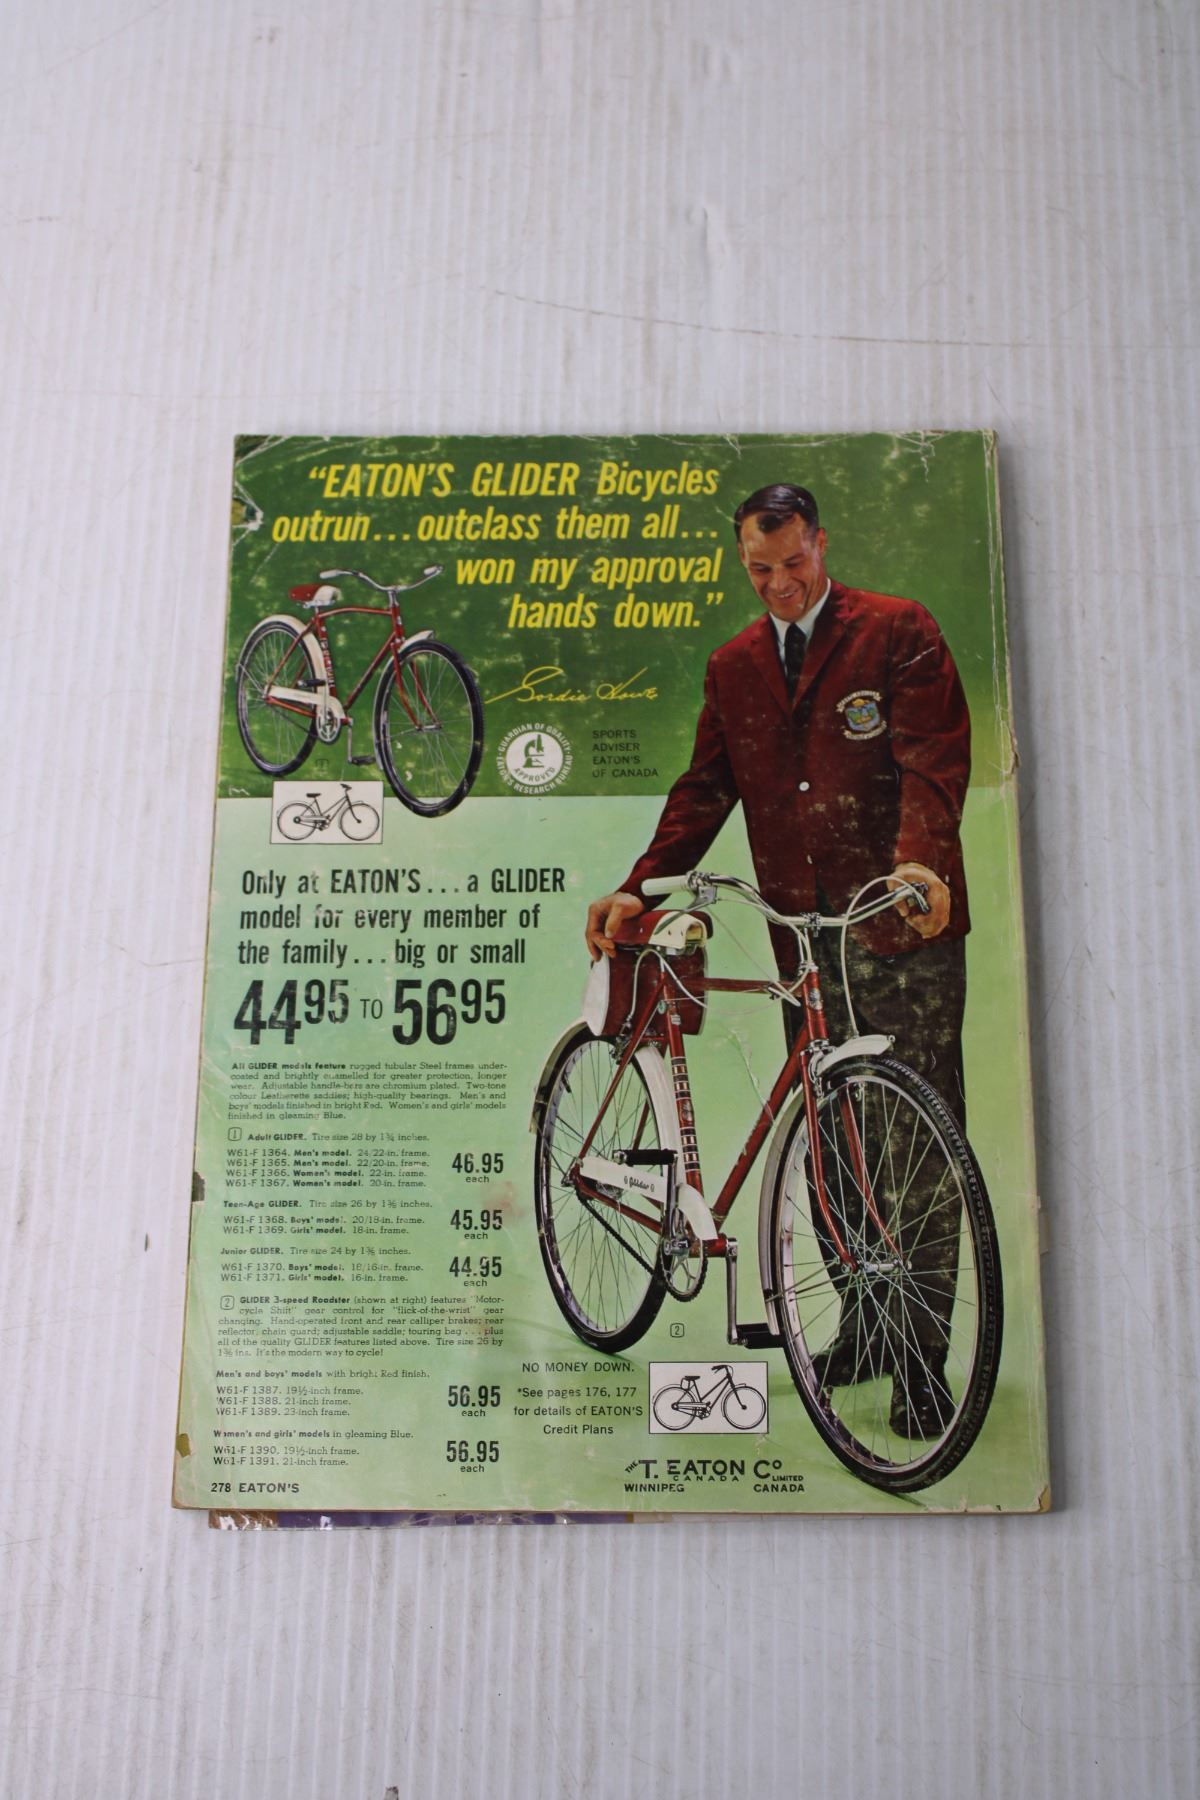 "EATON'S GLIDER Bicycles
outrun... outclass them all...
won my approval
hands down."
Gordie Howe
GUARDIAN OF QUALITY
APPROVED
EATON'S RESEARCH BUREAU
SPORTS
ADVISER
EATON'S
OF CANADA
1
Only at EATON'S... a GLIDER
model for every member of
the family... big or small
44.95 TO 56.95
All GLIDER models feature rugged tubular Steel frames under-
coated and brightly enamelled for greater protection, longer
wear. Adjustable handle-bars are chromium plated. Two-tone
colour Leatherette saddles; high-quality bearings. Men's and
boys' models finished in bright Red. Women's and girls' models
finished in gleaming Blue.
1 Adult GLIDER. Tire size 28 by 1⅜ inches.
W61-F 1364. Men's model. 24/22-in. frame.
W61-F 1365. Men's model. 22/20-in. frame.
W61-F 1366. Women's model. 22-in. frame.
W61-F 1367. Women's model. 20-in. frame.
46.95
each
Teen-Age GLIDER. Tire size 26 by 1⅜ inches.
W61-F 1368. Boys' model. 20/18-in. frame.
W61-F 1369. Girls' model. 18-in. frame.
45.95
each
Junior GLIDER. Tire size 24 by 1⅜ inches.
W61-F 1370. Boys' model. 18/16-in. frame.
W61-F 1371. Girls' model. 16-in. frame.
44.95
each
2 GLIDER 3-speed Roadster (shown at right) features "Motor-
cycle Shift" gear control for "flick-of-the-wrist" gear
changing. Hand-operated front and rear calliper brakes; rear
reflector, chain guard; adjustable saddle; touring bag . . . plus
all of the quality GLIDER features listed above. Tire size 26 by
1⅜ ins. It's the modern way to cycle!
Men's and boys' models with bright Red finish.
W61-F 1387. 19½-inch frame.
W61-F 1388. 21-inch frame.
W61-F 1389. 23-inch frame.
56.95
each
Women's and girls' models in gleaming Blue.
W61-F 1390. 19½-inch frame.
W61-F 1391. 21-inch frame.
56.95
each
278 EATON'S
Glider
2
NO MONEY DOWN.
*See pages 176, 177
for details of EATON'S
Credit Plans
THE T. EATON Co
CANADA LIMITED
WINNIPEG CANADA